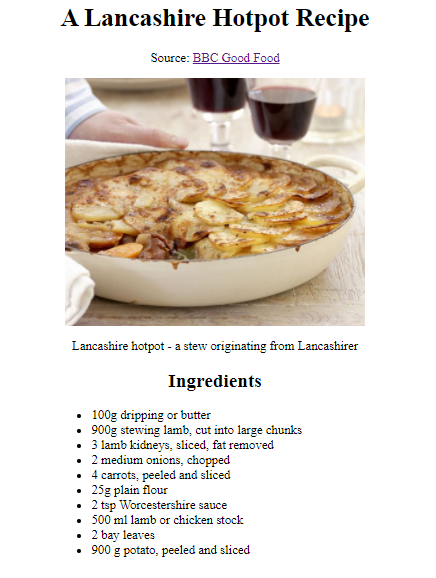 A Lancashire Hotpot Recipe
Source: BBC Good Food
Lancashire hotpot - a stew originating from Lancashirer
Ingredients
• 100g dripping or butter
• 900g stewing lamb, cut into large chunks
• 3 lamb kidneys, sliced, fat removed
• 2 medium onions, chopped
• 4 carrots, peeled and sliced
• 25g plain flour
• 2 tsp Worcestershire sauce
• 500 ml lamb or chicken stock
• 2 bay leaves
• 900 g potato, peeled and sliced